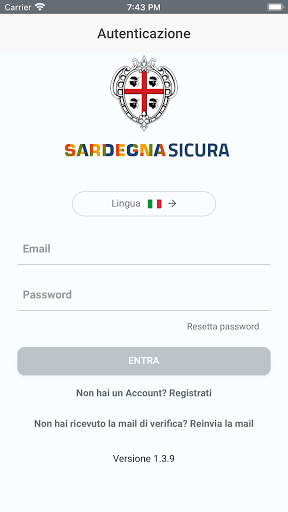 Carrier 7:43 PM
Autenticazione
SARDEGNA SICURA
Lingua
Email
Password
Resetta password
ENTRA
Non hai un Account? Registrati
Non hai ricevuto la mail di verifica? Reinvia la mail
Versione 1.3.9